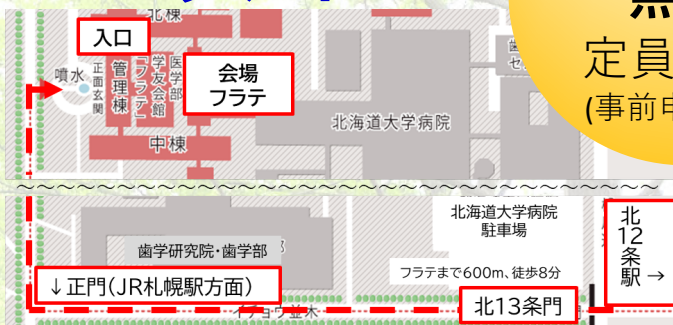 北棟
入口
噴水
正面玄関
管理棟
学友会館
「フラテ」
医学部
会場
フラテ
中棟
北海道大学病院
定員
(事前申
北海道大学病院
駐車場
北12条駅→
歯学研究院・歯学部
フラテまで600m、徒歩8分
↓正門(JR札幌駅方面)
イチョウ並木
北13条門